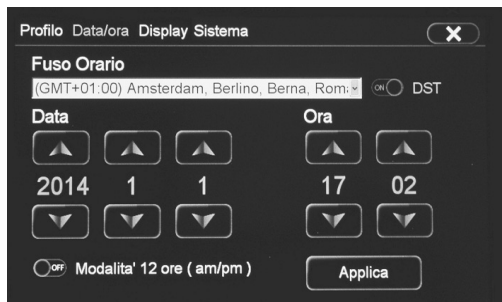 Profilo Data/ora Display Sistema X
Fuso Orario
(GMT+01:00) Amsterdam, Berlino, Berna, Rom: ON DST
Data Ora
2014 1 1 17 02
OFF Modalita' 12 ore ( am/pm )
Applica